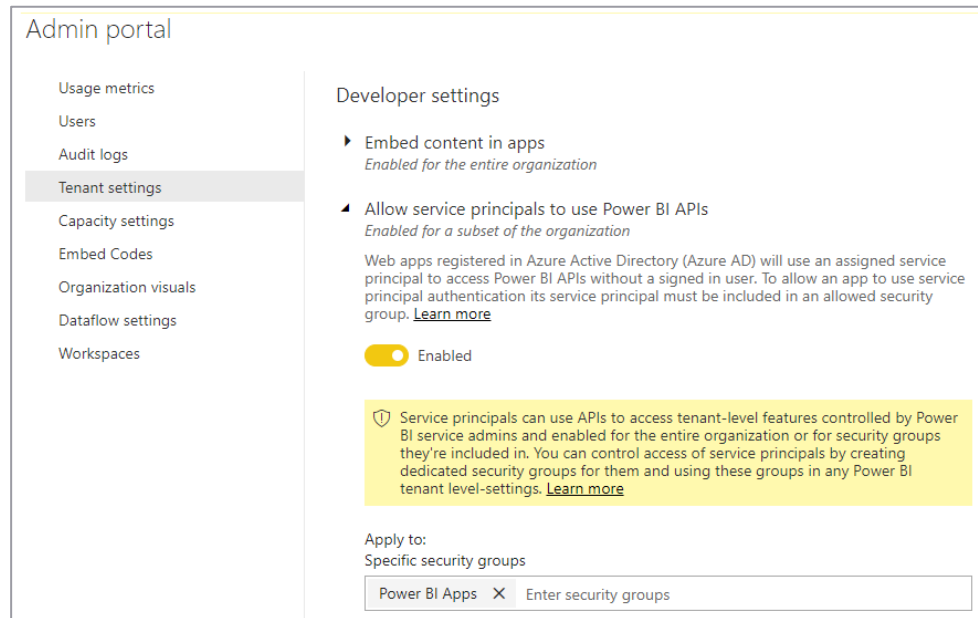 Admin portal
Usage metrics
Users
Audit logs
Tenant settings
Capacity settings
Embed Codes
Organization visuals
Dataflow settings
Workspaces
Developer settings
Embed content in apps
Enabled for the entire organization
Allow service principals to use Power BI APIs
Enabled for a subset of the organization
Web apps registered in Azure Active Directory (Azure AD) will use an assigned service
principal to access Power BI APIs without a signed in user. To allow an app to use service
principal authentication its service principal must be included in an allowed security
group. Learn more
Enabled
Service principals can use APIs to access tenant-level features controlled by Power
BI service admins and enabled for the entire organization or for security groups
they're included in. You can control access of service principals by creating
dedicated security groups for them and using these groups in any Power BI
tenant level-settings. Learn more
Apply to:
Specific security groups
Power BI Apps X Enter security groups